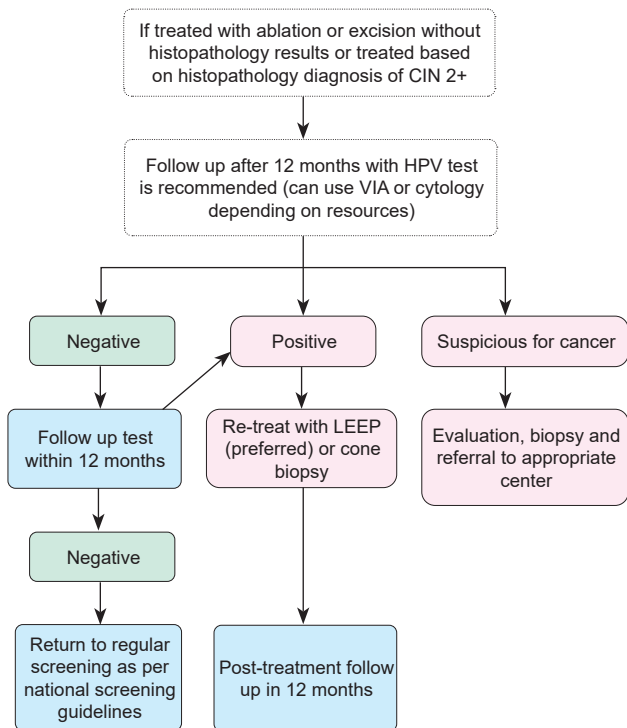 If treated with ablation or excision without
histopathology results or treated based
on histopathology diagnosis of CIN 2+
Follow up after 12 months with HPV test
is recommended (can use VIA or cytology
depending on resources)
Negative
Positive
Suspicious for cancer
Follow up test
within 12 months
Re-treat with LEEP
(preferred) or cone
biopsy
Evaluation, biopsy and
referral to appropriate
center
Negative
Return to regular
screening as per
national screening
guidelines
Post-treatment follow
up in 12 months